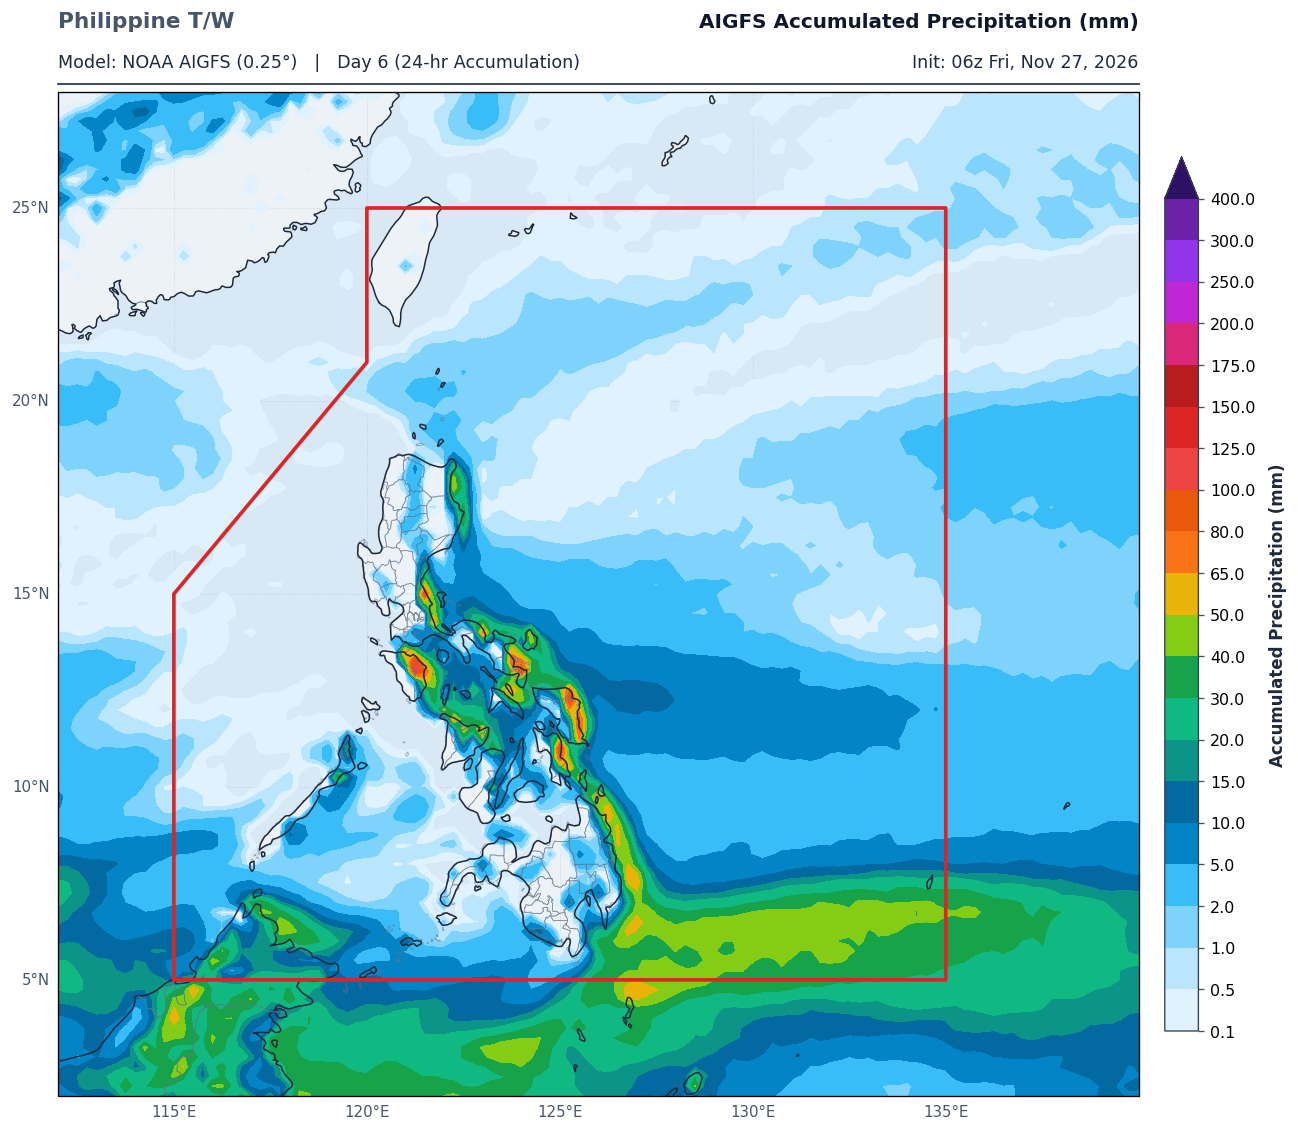 Philippine T/W
AIGFS Accumulated Precipitation (mm)
Model: NOAA AIGFS (0.25°)   |   Day 6 (24-hr Accumulation)
Init: 06z Fri, Nov 27, 2026
25°N
20°N
15°N
10°N
5°N
115°E
120°E
125°E
130°E
135°E
400.0
300.0
250.0
200.0
175.0
150.0
125.0
100.0
80.0
65.0
50.0
40.0
30.0
20.0
15.0
10.0
5.0
2.0
1.0
0.5
0.1
Accumulated Precipitation (mm)